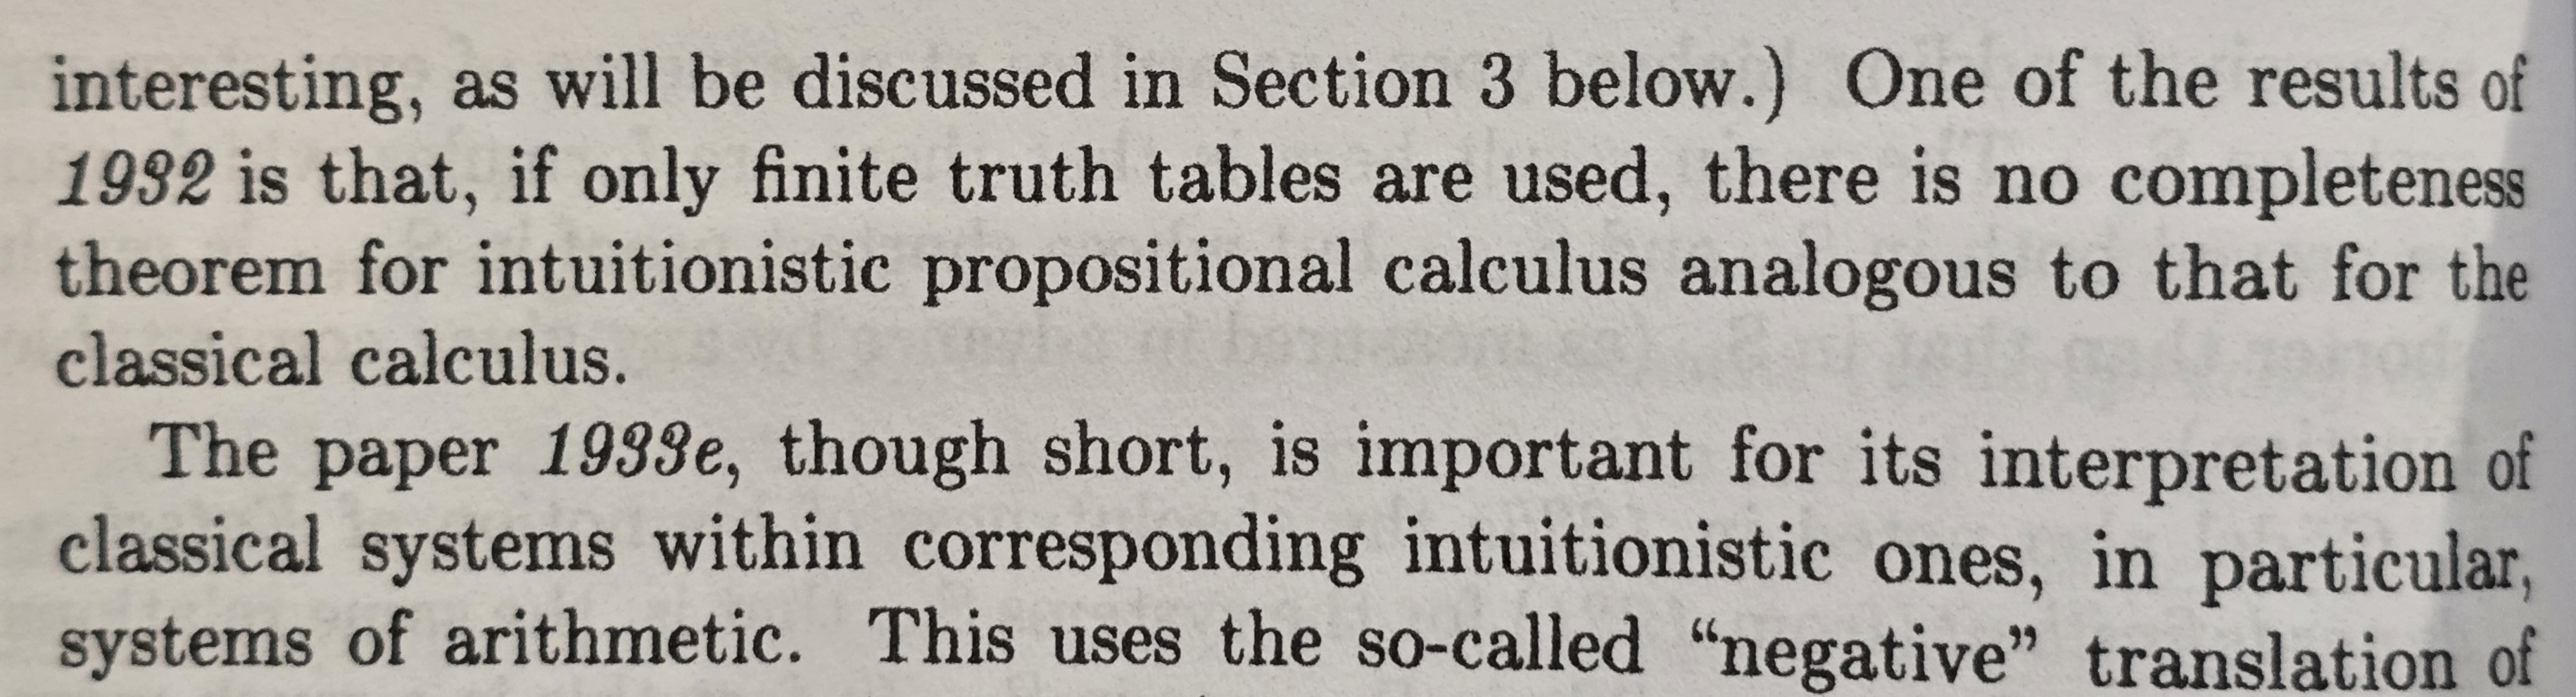 interesting, as will be discussed in Section 3 below.) One of the results of
1932 is that, if only finite truth tables are used, there is no completeness
theorem for intuitionistic propositional calculus analogous to that for the
classical calculus.
The paper 1933e, though short, is important for its interpretation of
classical systems within corresponding intuitionistic ones, in particular,
systems of arithmetic. This uses the so-called “negative” translation of